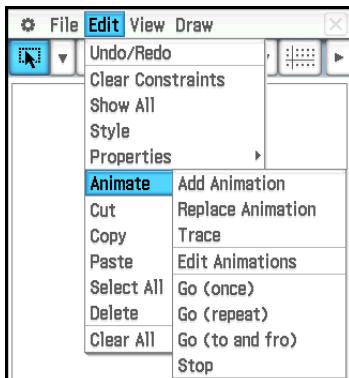 File Edit View Draw
Undo/Redo
Clear Constraints
Show All
Style
Properties
Animate
Cut
Copy
Paste
Select All
Delete
Clear All
Add Animation
Replace Animation
Trace
Edit Animations
Go (once)
Go (repeat)
Go (to and fro)
Stop